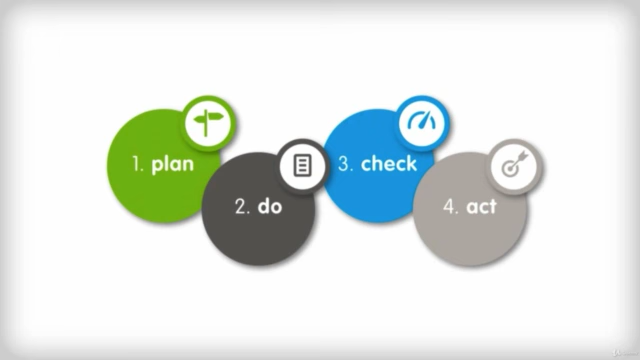 1. plan
2. do
3. check
4. act